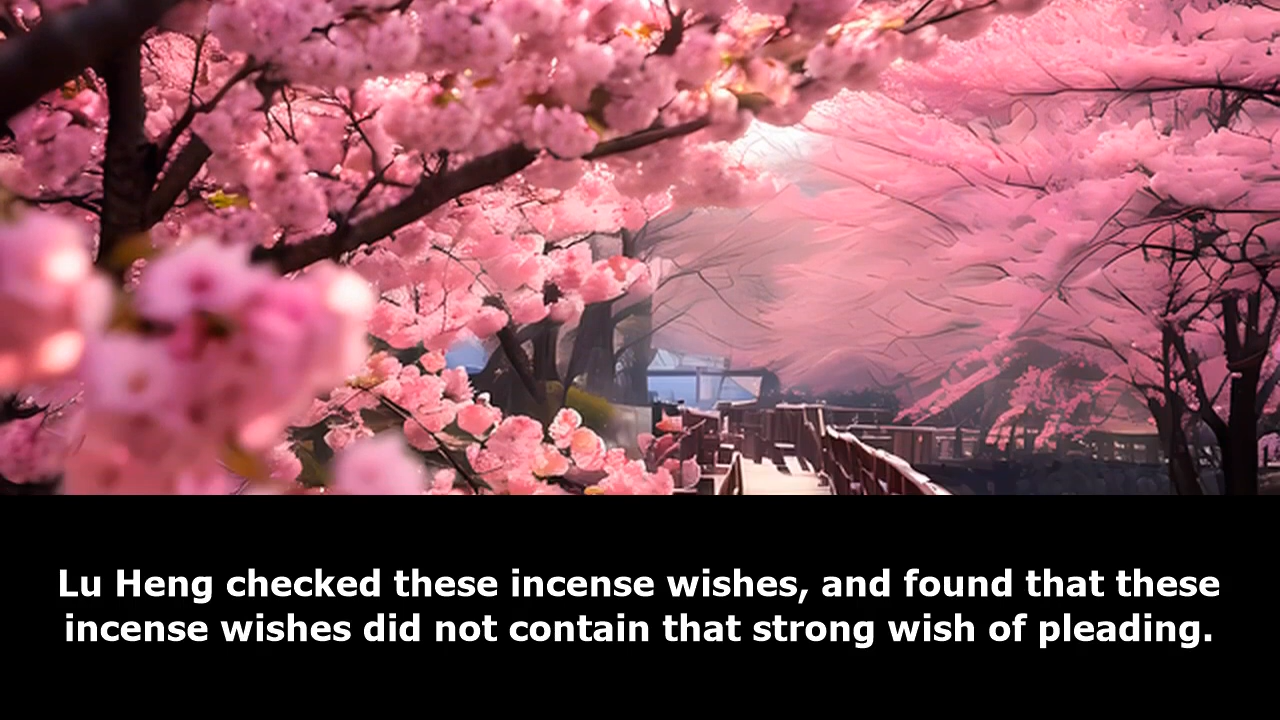 Lu Heng checked these incense wishes, and found that these
incense wishes did not contain that strong wish of pleading.